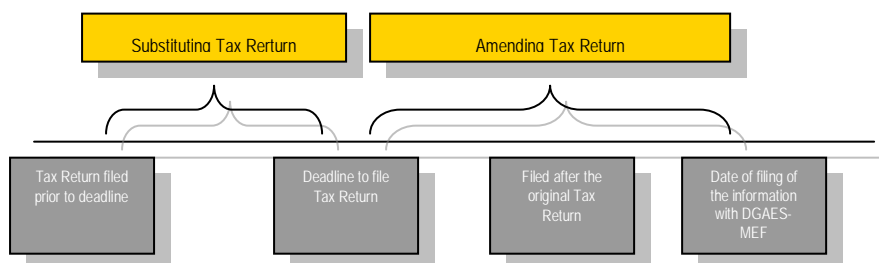 Substituting Tax Rerturn
Amending Tax Return
Tax Return filed
prior to deadline
Deadline to file
Tax Return
Filed after the
original Tax
Return
Date of filing of
the information
with DGAES-
MEF